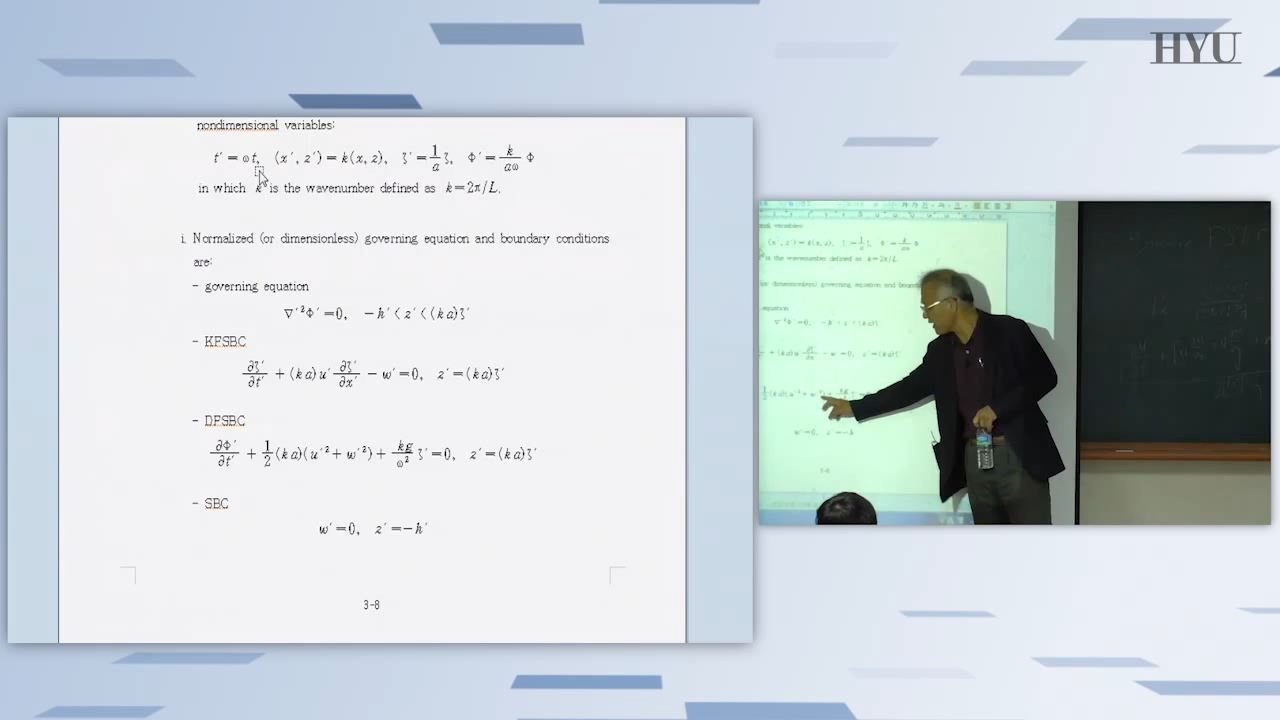 HYU
nondimensional variables:
t′ = ωt, (x′, z′) = k(x, z), ζ′ = 1/a ζ, Φ′ = k/aω Φ
in which k is the wavenumber defined as k = 2π/L.
i. Normalized (or dimensionless) governing equation and boundary conditions
are:
- governing equation
∇′²Φ′ = 0, -h′ < z′ < (ka)ζ′
- KFSBC
∂ζ′/∂t′ + (ka)u′ ∂ζ′/∂x′ - w′ = 0, z′ = (ka)ζ′
- DFSBC
∂Φ′/∂t′ + 1/2 (ka)(u′² + w′²) + kg/ω² ζ′ = 0, z′ = (ka)ζ′
- SBC
w′ = 0, z′ = -h′
3-8